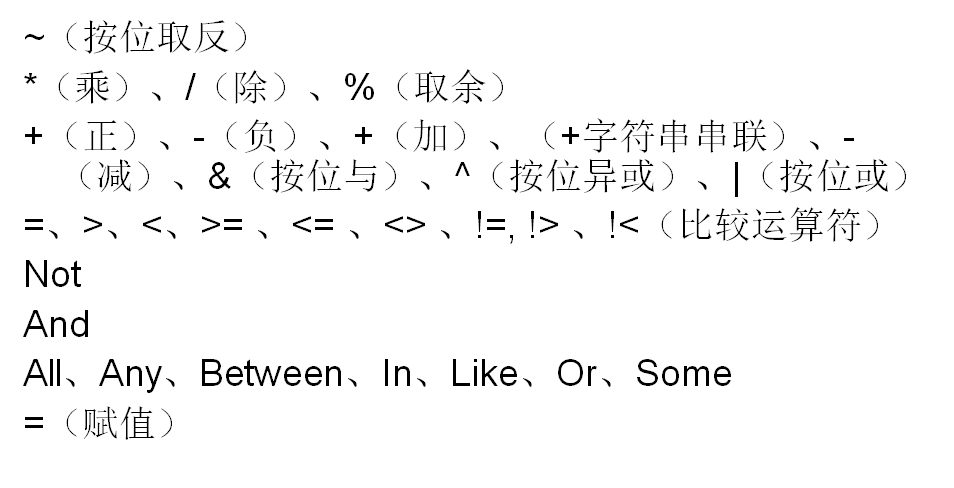 ~（按位取反）
*（乘）、/（除）、%（取余）
+（正）、-（负）、+（加）、（+字符串串联）、-
（减）、&（按位与）、^（按位异或）、|（按位或）
=、>、<、>= 、<= 、<> 、!=, !> 、!<（比较运算符）
Not
And
All、Any、Between、In、Like、Or、Some
=（赋值）